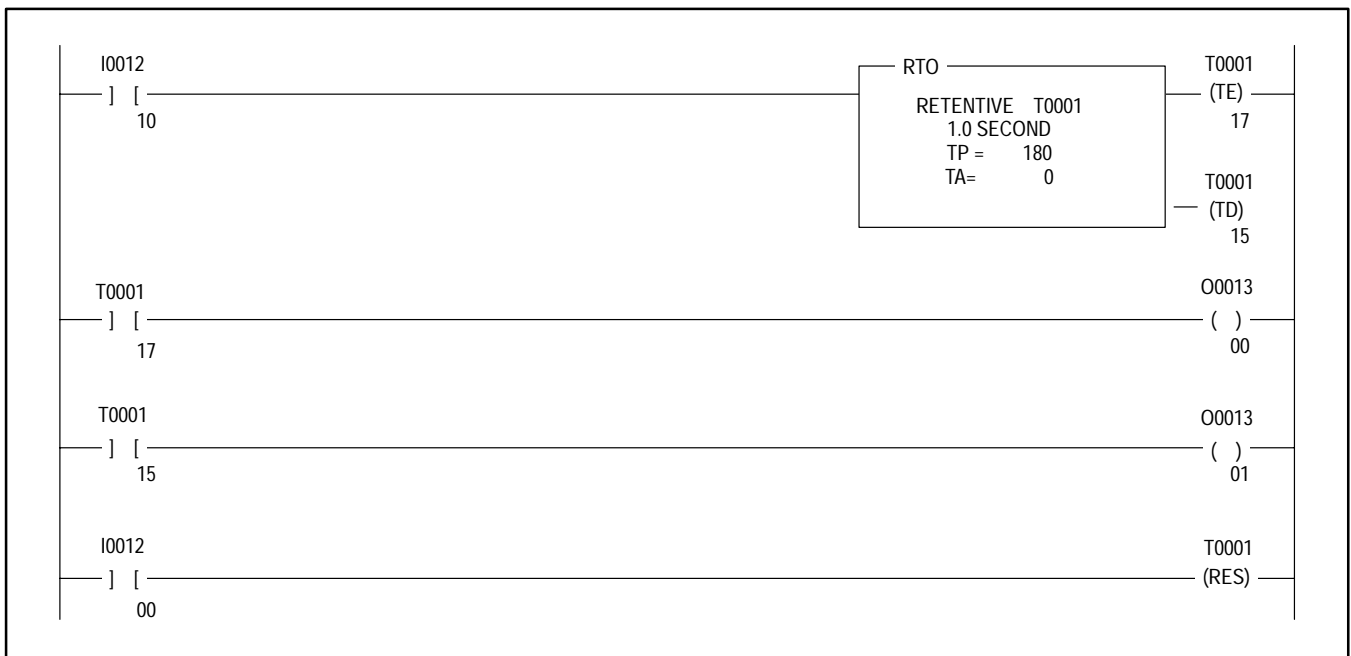 I0012
] [
10
RTO
RETENTIVE T0001
1.0 SECOND
TP = 180
TA= 0
T0001
(TE)
17
T0001
(TD)
15
T0001
] [
17
O0013
( )
00
T0001
] [
15
O0013
( )
01
I0012
] [
00
T0001
(RES)